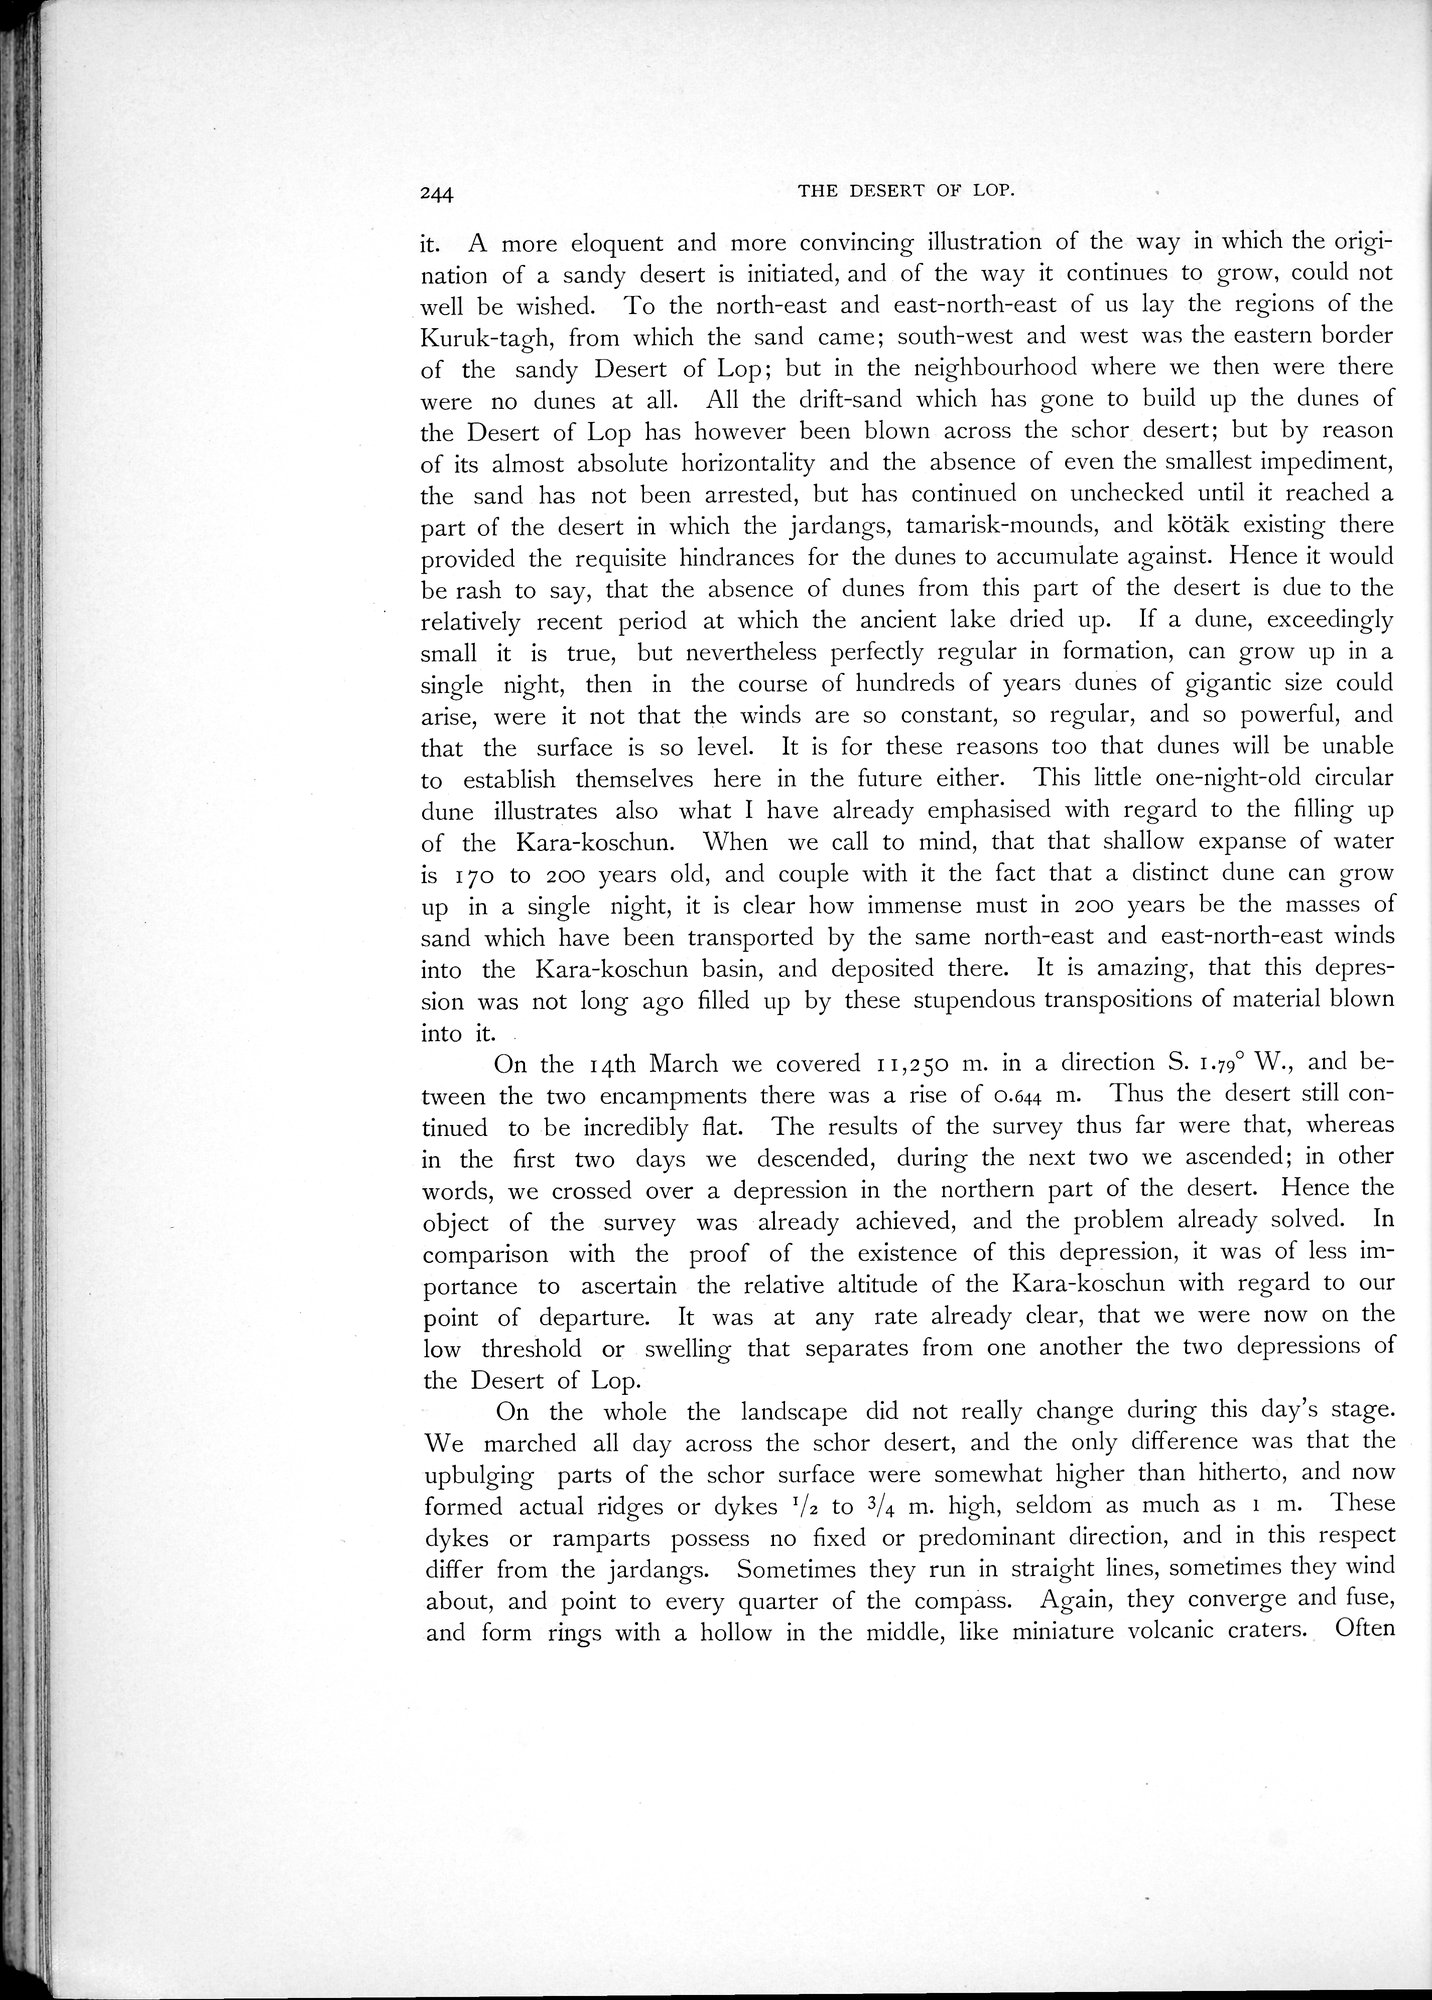 244 THE DESERT OF LOP.
it. A more eloquent and more convincing illustration of the way in which the origi-
nation of a sandy desert is initiated, and of the way it continues to grow, could not
well be wished. To the north-east and east-north-east of us lay the regions of the
Kuruk-tagh, from which the sand came; south-west and west was the eastern border
of the sandy Desert of Lop; but in the neighbourhood where we then were there
were no dunes at all. All the drift-sand which has gone to build up the dunes of
the Desert of Lop has however been blown across the schor desert; but by reason
of its almost absolute horizontality and the absence of even the smallest impediment,
the sand has not been arrested, but has continued on unchecked until it reached a
part of the desert in which the jardangs, tamarisk-mounds, and kötäk existing there
provided the requisite hindrances for the dunes to accumulate against. Hence it would
be rash to say, that the absence of dunes from this part of the desert is due to the
relatively recent period at which the ancient lake dried up. If a dune, exceedingly
small it is true, but nevertheless perfectly regular in formation, can grow up in a
single night, then in the course of hundreds of years dunes of gigantic size could
arise, were it not that the winds are so constant, so regular, and so powerful, and
that the surface is so level. It is for these reasons too that dunes will be unable
to establish themselves here in the future either. This little one-night-old circular
dune illustrates also what I have already emphasised with regard to the filling up
of the Kara-koschun. When we call to mind, that that shallow expanse of water
is 170 to 200 years old, and couple with it the fact that a distinct dune can grow
up in a single night, it is clear how immense must in 200 years be the masses of
sand which have been transported by the same north-east and east-north-east winds
into the Kara-koschun basin, and deposited there. It is amazing, that this depres-
sion was not long ago filled up by these stupendous transpositions of material blown
into it.
On the 14th March we covered 11,250 m. in a direction S. 1.79° W., and be-
tween the two encampments there was a rise of 0.644 m. Thus the desert still con-
tinued to be incredibly flat. The results of the survey thus far were that, whereas
in the first two days we descended, during the next two we ascended; in other
words, we crossed over a depression in the northern part of the desert. Hence the
object of the survey was already achieved, and the problem already solved. In
comparison with the proof of the existence of this depression, it was of less im-
portance to ascertain the relative altitude of the Kara-koschun with regard to our
point of departure. It was at any rate already clear, that we were now on the
low threshold or swelling that separates from one another the two depressions of
the Desert of Lop.
On the whole the landscape did not really change during this day's stage.
We marched all day across the schor desert, and the only difference was that the
upbulging parts of the schor surface were somewhat higher than hitherto, and now
formed actual ridges or dykes 1/2 to 3/4 m. high, seldom as much as 1 m. These
dykes or ramparts possess no fixed or predominant direction, and in this respect
differ from the jardangs. Sometimes they run in straight lines, sometimes they wind
about, and point to every quarter of the compass. Again, they converge and fuse,
and form rings with a hollow in the middle, like miniature volcanic craters. Often